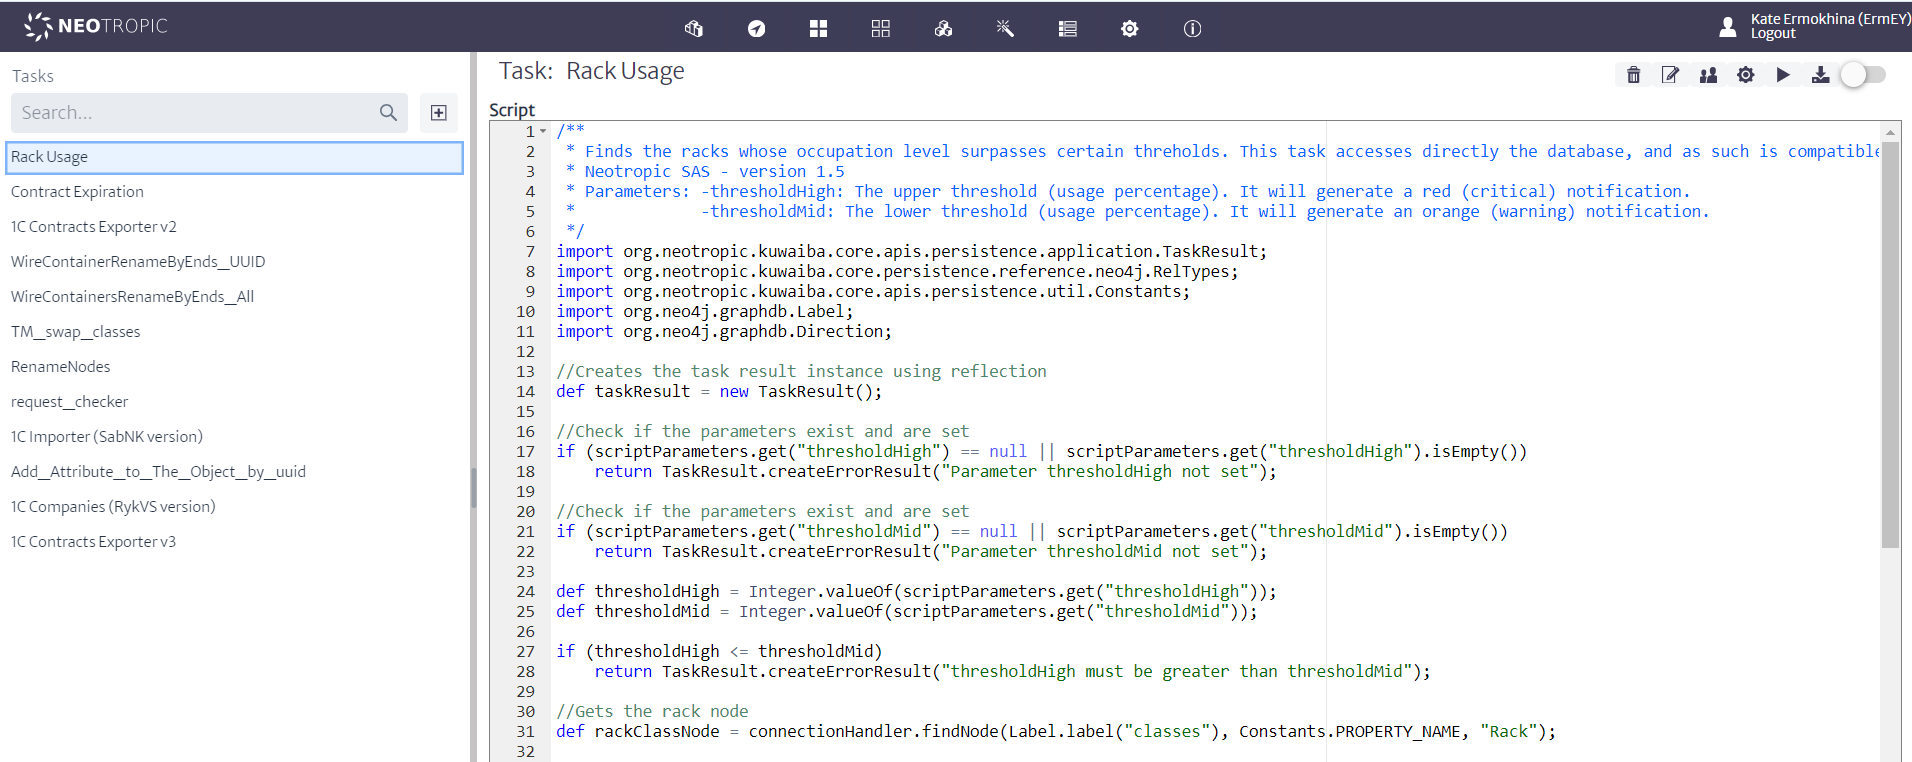 NEOTROPIC
Kate Ermokhina (ErmEY)
Logout
Tasks
Search...
Rack Usage
Contract Expiration
1C Contracts Exporter v2
WireContainerRenameByEnds_UUID
WireContainersRenameByEnds_All
TM_swap_classes
RenameNodes
request_checker
1C Importer (SabNK version)
Add_Attribute_to_The_Object_by_uuid
1C Companies (RykVS version)
1C Contracts Exporter v3
Task: Rack Usage
Script
1 /**
2 * Finds the racks whose occupation level surpasses certain threholds. This task accesses directly the database, and as such is compatible
3 * Neotropic SAS - version 1.5
4 * Parameters: -thresholdHigh: The upper threshold (usage percentage). It will generate a red (critical) notification.
5 *             -thresholdMid: The lower threshold (usage percentage). It will generate an orange (warning) notification.
6 */
7 import org.neotropic.kuwaiba.core.apis.persistence.application.TaskResult;
8 import org.neotropic.kuwaiba.core.persistence.reference.neo4j.RelTypes;
9 import org.neotropic.kuwaiba.core.apis.persistence.util.Constants;
10 import org.neo4j.graphdb.Label;
11 import org.neo4j.graphdb.Direction;
12
13 //Creates the task result instance using reflection
14 def taskResult = new TaskResult();
15
16 //Check if the parameters exist and are set
17 if (scriptParameters.get("thresholdHigh") == null || scriptParameters.get("thresholdHigh").isEmpty())
18     return TaskResult.createErrorResult("Parameter thresholdHigh not set");
19
20 //Check if the parameters exist and are set
21 if (scriptParameters.get("thresholdMid") == null || scriptParameters.get("thresholdMid").isEmpty())
22     return TaskResult.createErrorResult("Parameter thresholdMid not set");
23
24 def thresholdHigh = Integer.valueOf(scriptParameters.get("thresholdHigh"));
25 def thresholdMid = Integer.valueOf(scriptParameters.get("thresholdMid"));
26
27 if (thresholdHigh <= thresholdMid)
28     return TaskResult.createErrorResult("thresholdHigh must be greater than thresholdMid");
29
30 //Gets the rack node
31 def rackClassNode = connectionHandler.findNode(Label.label("classes"), Constants.PROPERTY_NAME, "Rack");
32